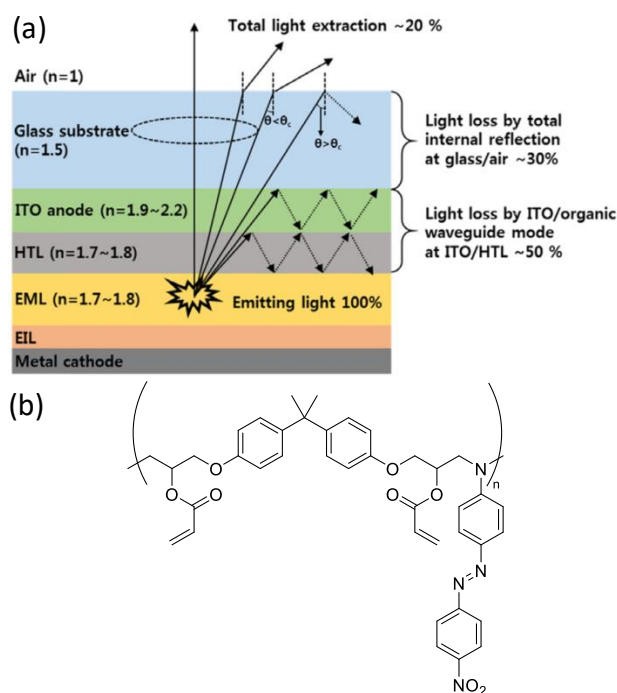 (a)
Total light extraction ~20 %
Air (n=1)
Glass substrate
(n=1.5)
θ<θc
θ>θc
Light loss by total
internal reflection
at glass/air ~30%
ITO anode (n=1.9~2.2)
HTL (n=1.7~1.8)
Light loss by ITO/organic
waveguide mode
at ITO/HTL ~50 %
EML (n=1.7~1.8)
Emitting light 100%
EIL
Metal cathode
(b)
O
O
N
n
O
O
O
O
N
N
NO2